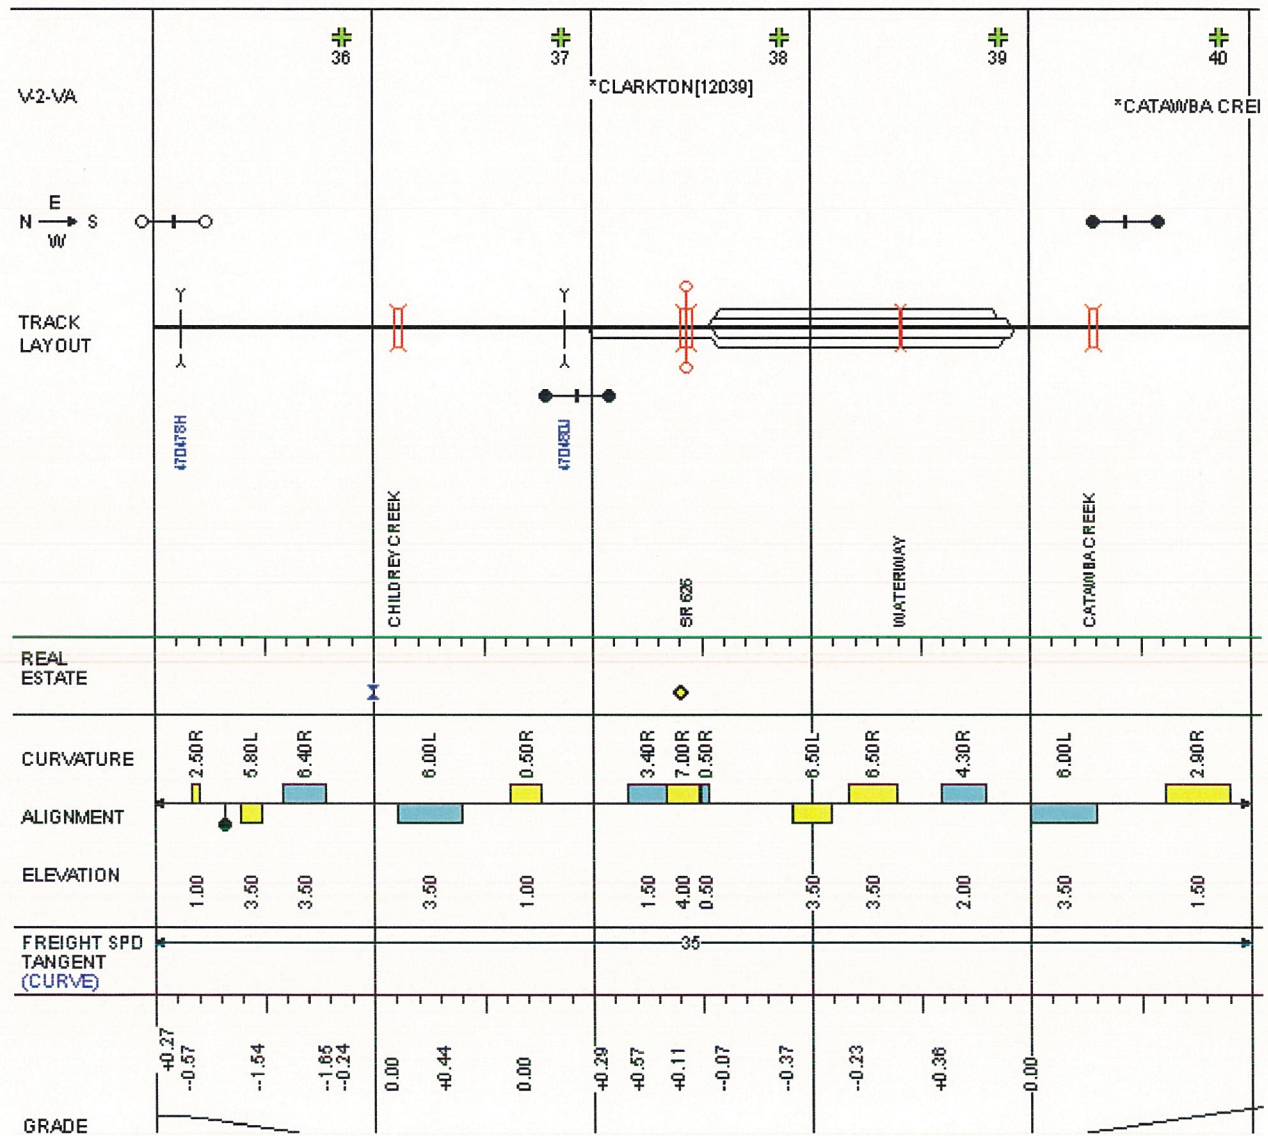 36 37 38 39 40
*CLARKTON[12039]
V-2-VA
*CATAWBA CREI
E
N S
W
TRACK
LAYOUT
470478H
CHILDREY CREEK
SR 626
WATERWAY
CATAWBA CREEK
REAL
ESTATE
CURVATURE
2.50R 5.80L 6.40R 6.00L 0.50R 3.40R 7.00R 0.50R 6.50L 6.50R 4.30R 6.00L 2.90R
ALIGNMENT
ELEVATION
1.00 3.50 3.50 3.50 1.00 1.50 4.00 0.50 3.50 3.50 2.00 3.50 1.50
FREIGHT SPD
TANGENT
(CURVE)
35
+0.27 -0.57 -1.54 -1.65 -0.24 0.00 +0.44 0.00 +0.29 +0.57 +0.11 -0.07 -0.37 -0.23 +0.36 0.00
GRADE